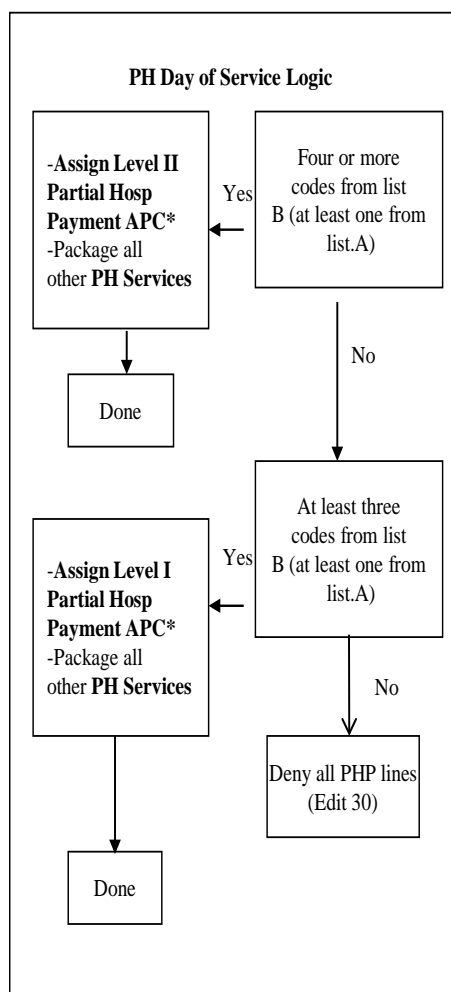 PH Day of Service Logic
-Assign Level II
Partial Hosp
Payment APC*
-Package all
other PH Services
Yes
Four or more
codes from list
B (at least one from
list.A)
No
Done
At least three
codes from list
B (at least one from
list.A)
Yes
-Assign Level I
Partial Hosp
Payment APC*
-Package all
other PH Services
No
Deny all PHP lines
(Edit 30)
Done